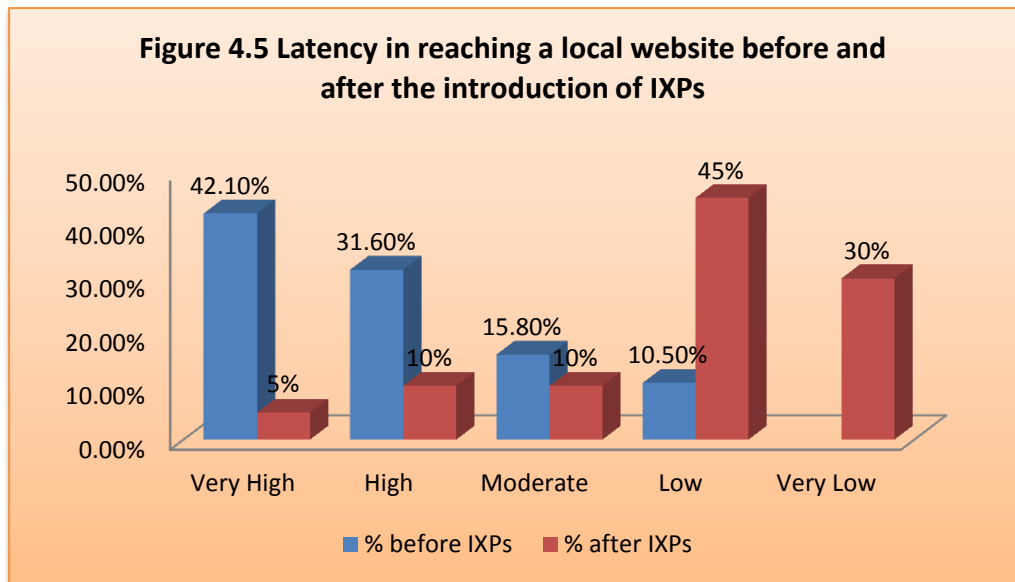 Figure 4.5 Latency in reaching a local website before and
after the introduction of IXPs
50.00%
40.00%
30.00%
20.00%
10.00%
0.00%
42.10%
5%
31.60%
10%
15.80%
10%
10.50%
45%
30%
Very High
High
Moderate
Low
Very Low
% before IXPs
% after IXPs